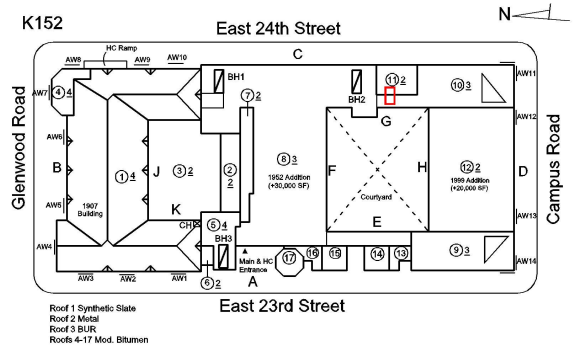 K152
East 24th Street
N
HC Ramp
AW8
AW9
AW10
C
BH1
BH2
11 2
AW7
4 4
7 2
10 3
AW11
Glenwood Road
AW6
B
1 4
J
3 2
2 2
8 3
1952 Addition
(+30,000 SF)
G
F
H
Courtyard
E
12 2
1999 Addition
(+20,000 SF)
AW12
D
Campus Road
1907
Building
AW5
K
CH
5 4
BH3
AW13
AW4
AW3
AW2
AW1
6 2
Main & HC
Entrance
A
17
16
15
14
13
9 3
AW14
East 23rd Street
Roof 1 Synthetic Slate
Roof 2 Metal
Roof 3 BUR
Roofs 4-17 Mod. Bitumen